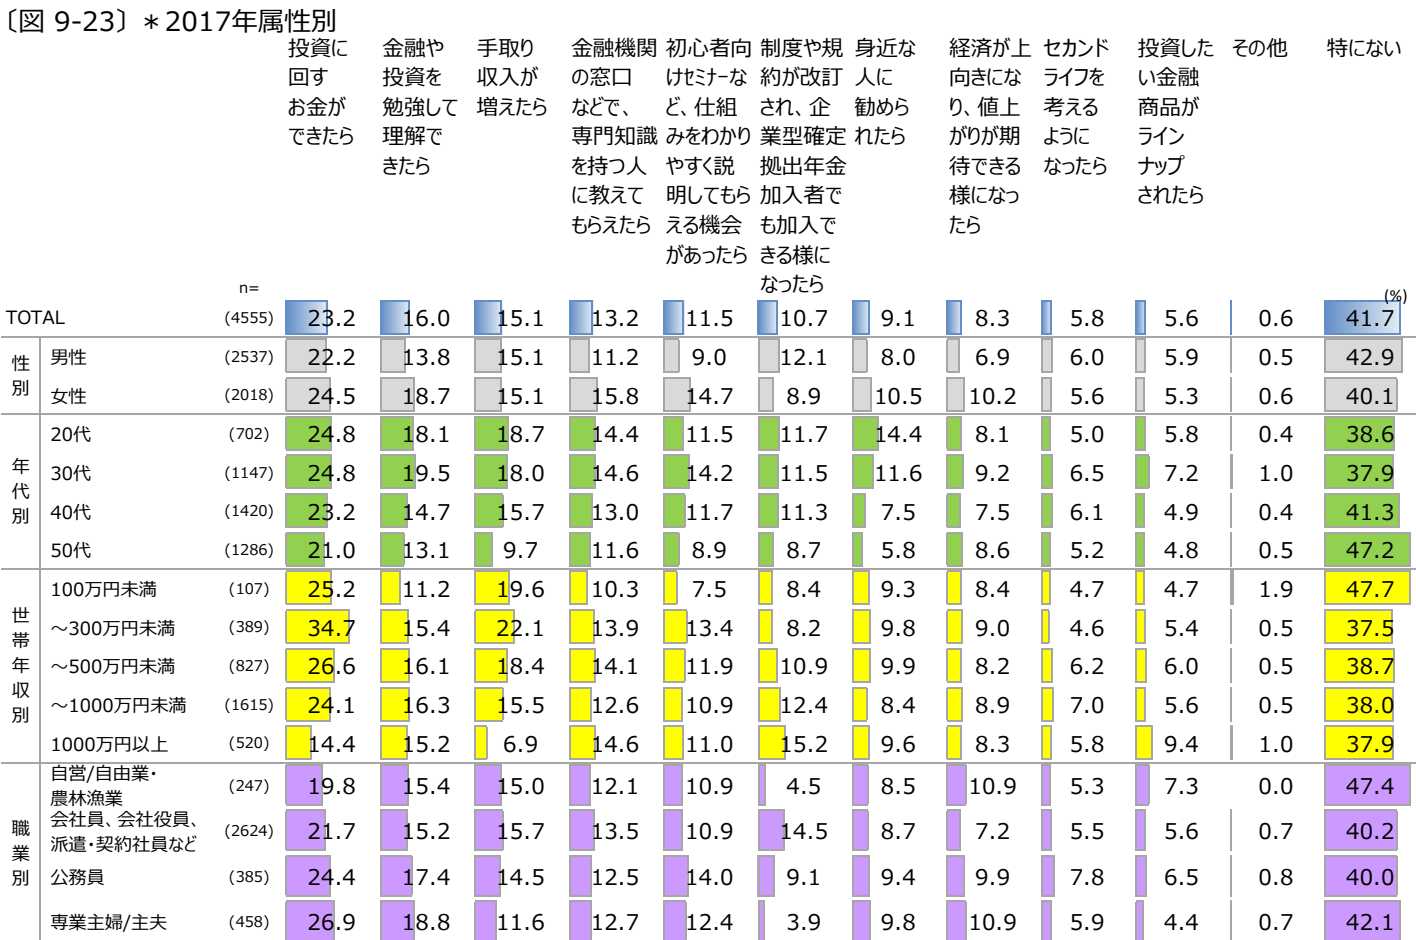 〔図 9-23〕＊2017年属性別
投資に
回す
お金が
できたら
金融や
投資を
勉強して
理解で
きたら
手取り
収入が
増えたら
金融機関
の窓口
などで、
専門知識
を持つ人
に教えて
もらえたら
初心者向
けｾﾐﾅｰな
ど、仕組
みをわかり
やすく説
明してもら
える機会
があったら
制度や規
約が改訂
され、企
業型確定
拠出年金
加入者で
も加入で
きる様に
なったら
身近な
人に
勧めら
れたら
経済が上
向きにな
り、値上
がりが期
待できる
様になっ
たら
セカンド
ライフを
考える
ように
なったら
投資した
い金融
商品が
ライン
ナップ
されたら
その他
特にない
n=
(%)
TOTAL (4555) 23.2 16.0 15.1 13.2 11.5 10.7 9.1 8.3 5.8 5.6 0.6 41.7
性別
男性 (2537) 22.2 13.8 15.1 11.2 9.0 12.1 8.0 6.9 6.0 5.9 0.5 42.9
女性 (2018) 24.5 18.7 15.1 15.8 14.7 8.9 10.5 10.2 5.6 5.3 0.6 40.1
年代別
20代 (702) 24.8 18.1 18.7 14.4 11.5 11.7 14.4 8.1 5.0 5.8 0.4 38.6
30代 (1147) 24.8 19.5 18.0 14.6 14.2 11.5 11.6 9.2 6.5 7.2 1.0 37.9
40代 (1420) 23.2 14.7 15.7 13.0 11.7 11.3 7.5 7.5 6.1 4.9 0.4 41.3
50代 (1286) 21.0 13.1 9.7 11.6 8.9 8.7 5.8 8.6 5.2 4.8 0.5 47.2
世帯年収別
100万円未満 (107) 25.2 11.2 19.6 10.3 7.5 8.4 9.3 8.4 4.7 4.7 1.9 47.7
～300万円未満 (389) 34.7 15.4 22.1 13.9 13.4 8.2 9.8 9.0 4.6 5.4 0.5 37.5
～500万円未満 (827) 26.6 16.1 18.4 14.1 11.9 10.9 9.9 8.2 6.2 6.0 0.5 38.7
～1000万円未満 (1615) 24.1 16.3 15.5 12.6 10.9 12.4 8.4 8.9 7.0 5.6 0.5 38.0
1000万円以上 (520) 14.4 15.2 6.9 14.6 11.0 15.2 9.6 8.3 5.8 9.4 1.0 37.9
職業別
自営/自由業・
農林漁業 (247) 19.8 15.4 15.0 12.1 10.9 4.5 8.5 10.9 5.3 7.3 0.0 47.4
会社員、会社役員、
派遣・契約社員など (2624) 21.7 15.2 15.7 13.5 10.9 14.5 8.7 7.2 5.5 5.6 0.7 40.2
公務員 (385) 24.4 17.4 14.5 12.5 14.0 9.1 9.4 9.9 7.8 6.5 0.8 40.0
専業主婦/主夫 (458) 26.9 18.8 11.6 12.7 12.4 3.9 9.8 10.9 5.9 4.4 0.7 42.1